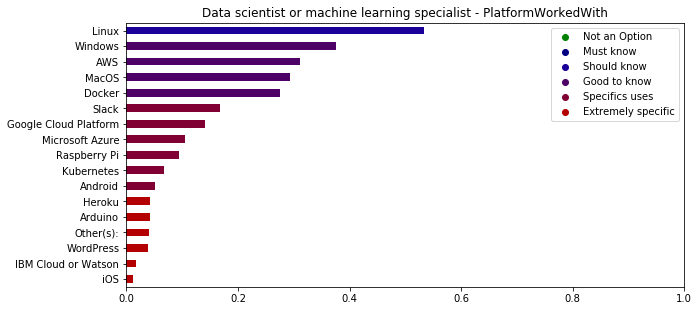 Data scientist or machine learning specialist - PlatformWorkedWith
Linux
Windows
AWS
MacOS
Docker
Slack
Google Cloud Platform
Microsoft Azure
Raspberry Pi
Kubernetes
Android
Heroku
Arduino
Other(s):
WordPress
IBM Cloud or Watson
iOS
Not an Option
Must know
Should know
Good to know
Specifics uses
Extremely specific
0.0 0.2 0.4 0.6 0.8 1.0